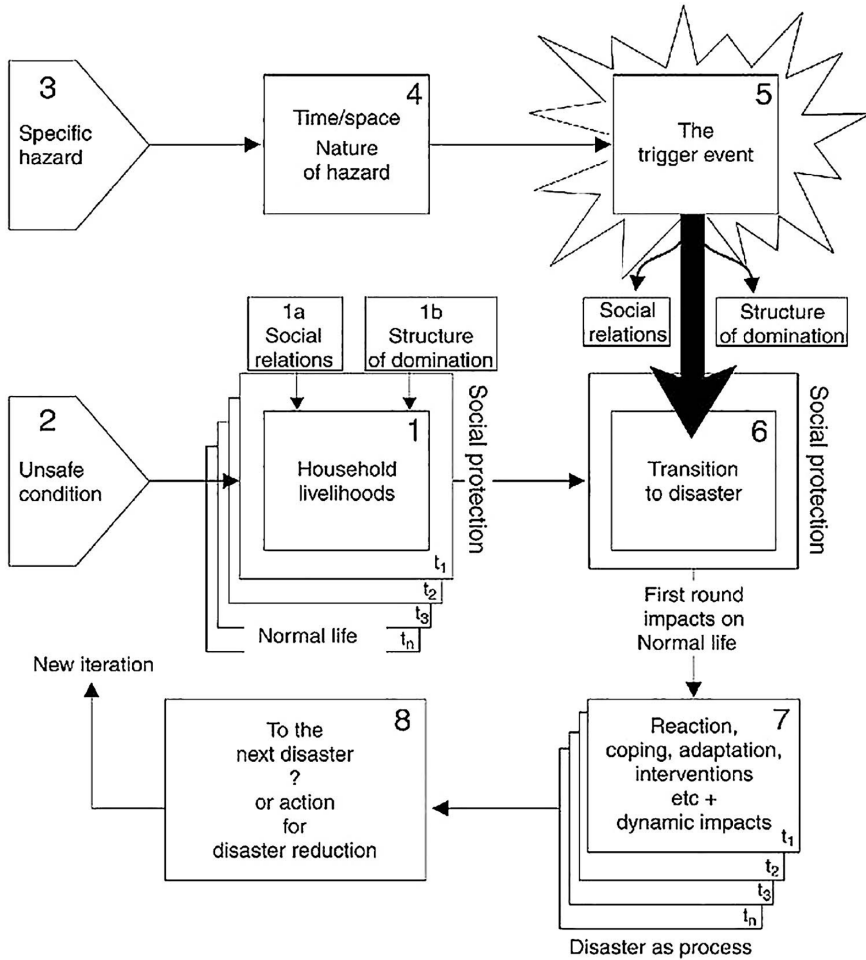 3
Specific
hazard
4
Time/space
Nature
of hazard
5
The
trigger event
Social
relations
Structure
of domination
1a
Social
relations
1b
Structure
of domination
2
Unsafe
condition
1
Household
livelihoods
Social protection
t1
t2
t3
tn
Normal life
6
Transition
to disaster
Social protection
First round
impacts on
Normal life
7
Reaction,
coping, adaptation,
interventions
etc +
dynamic impacts
t1
t2
t3
tn
Disaster as process
8
To the
next disaster
?
or action
for
disaster reduction
New iteration